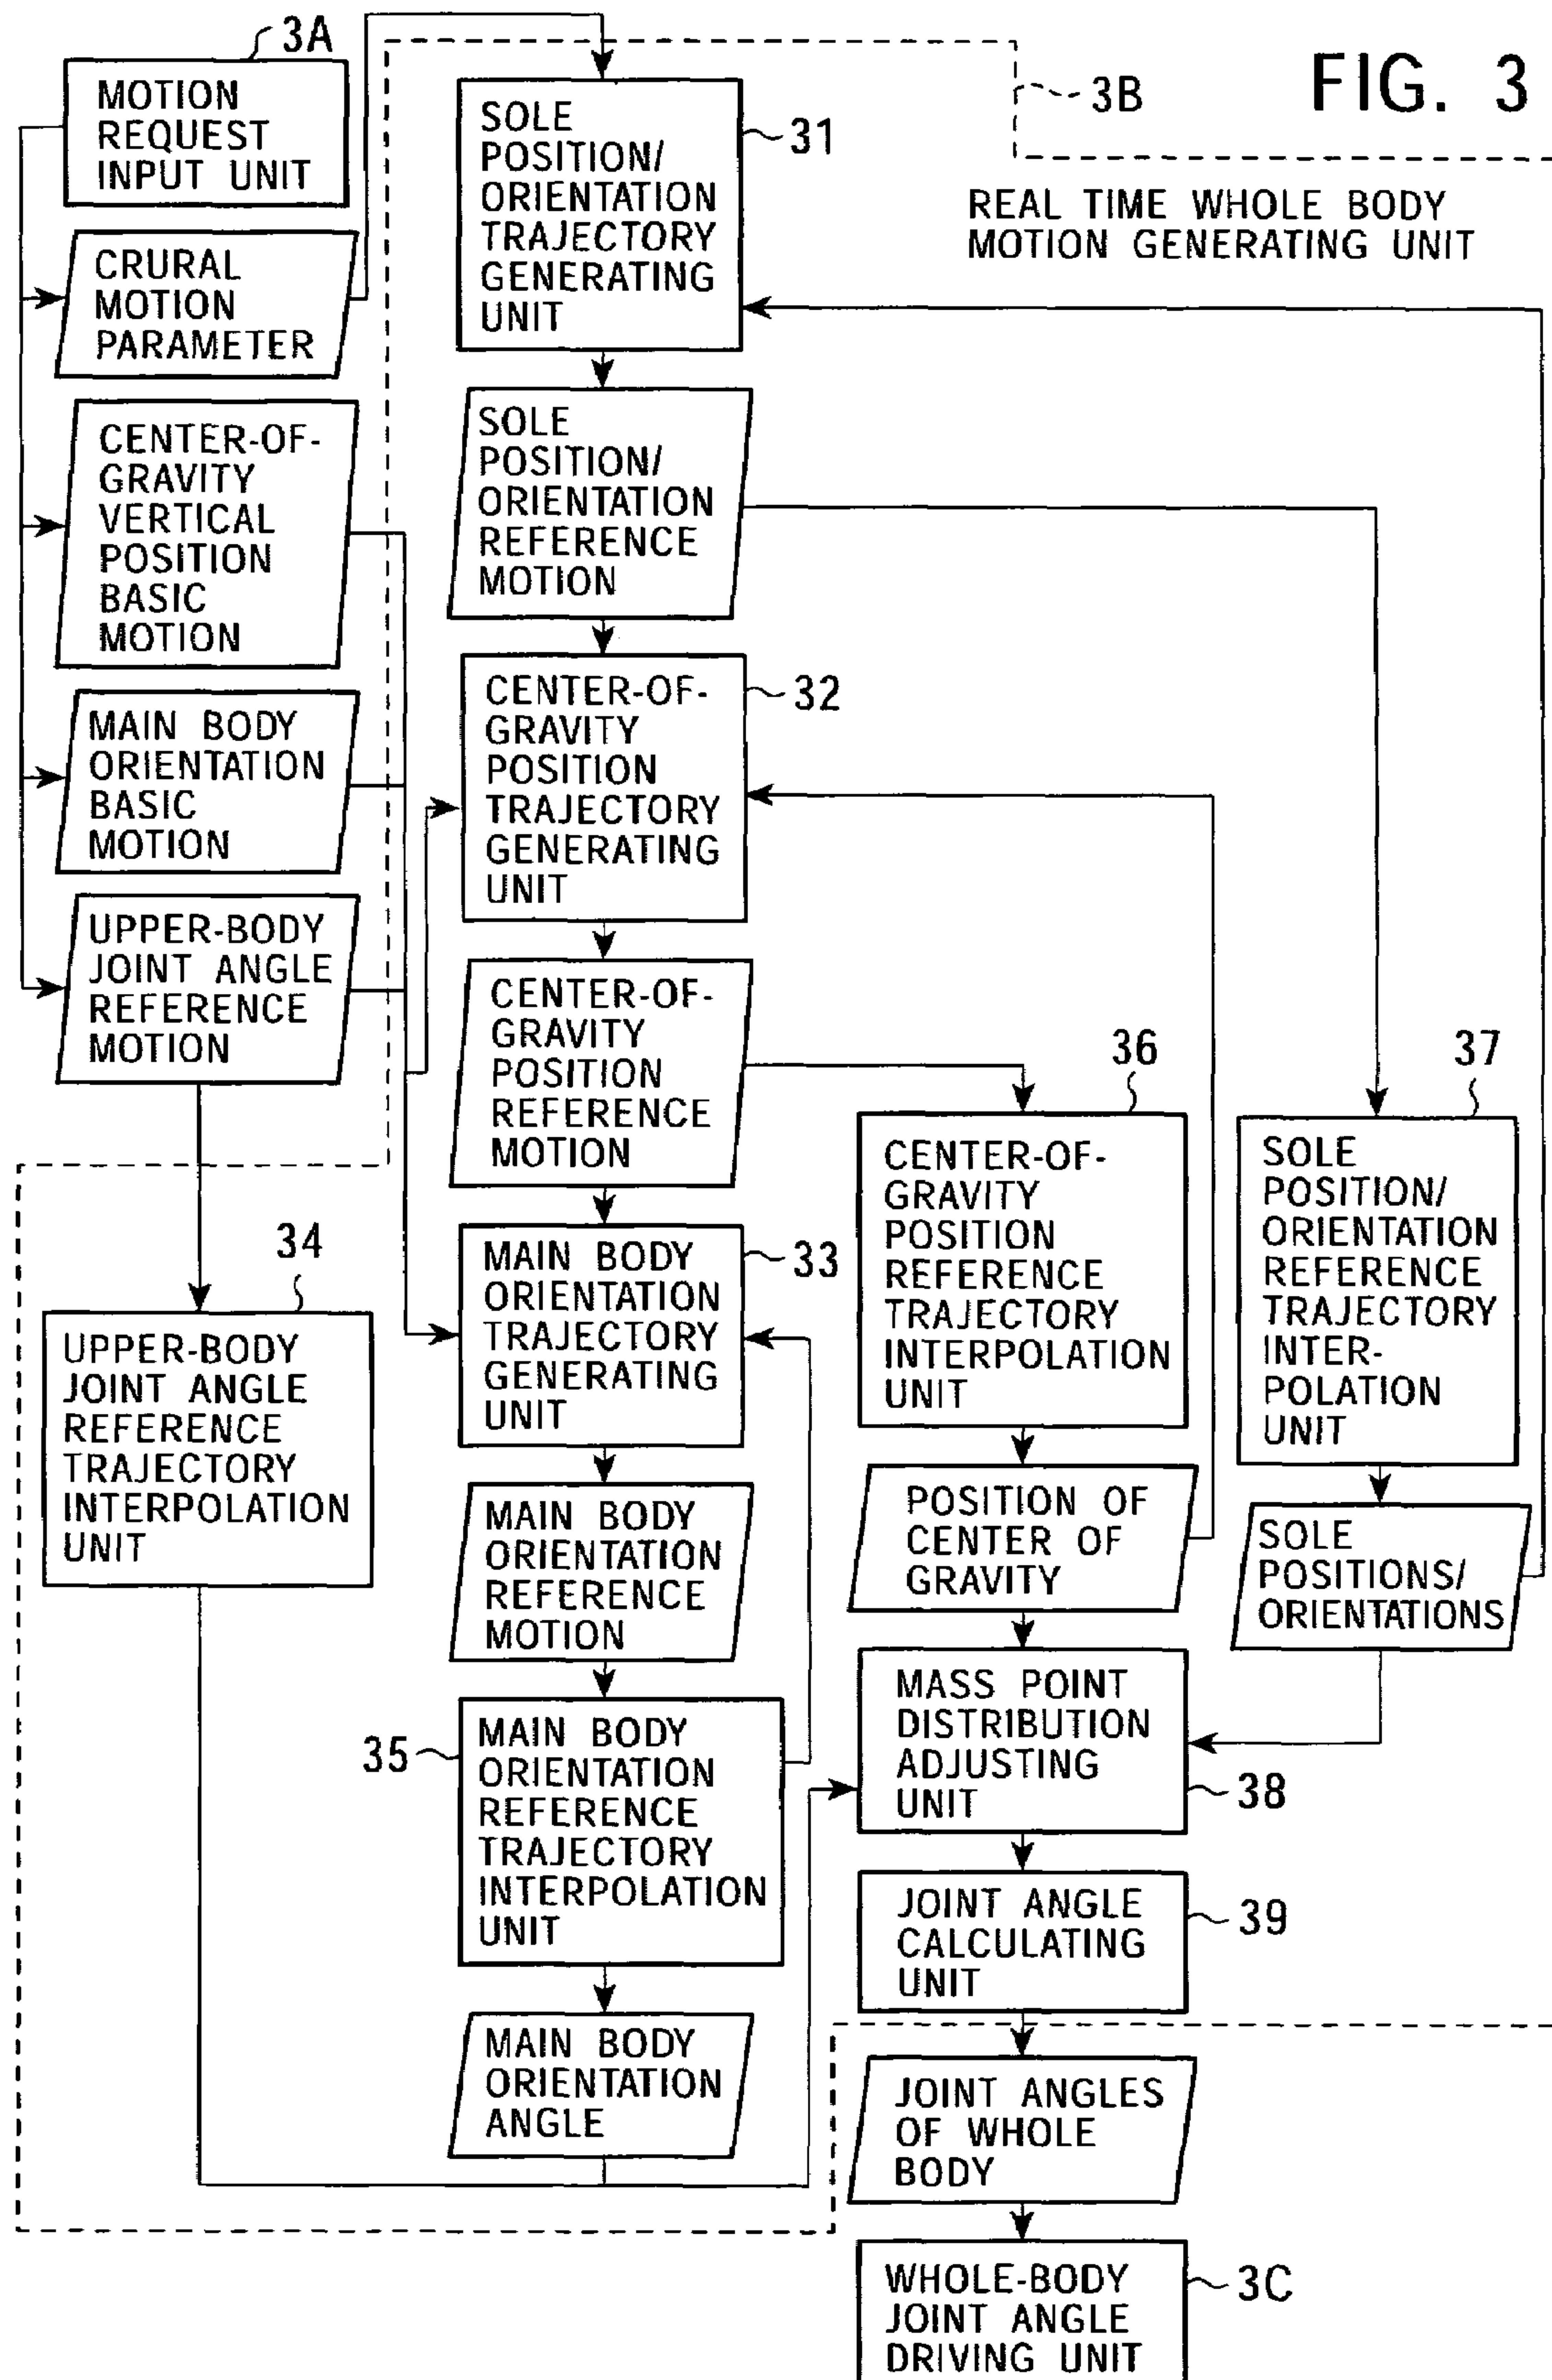 FIG. 3
3A
MOTION
REQUEST
INPUT UNIT
CRURAL
MOTION
PARAMETER
CENTER-OF-
GRAVITY
VERTICAL
POSITION
BASIC
MOTION
MAIN BODY
ORIENTATION
BASIC
MOTION
UPPER-BODY
JOINT ANGLE
REFERENCE
MOTION
34
UPPER-BODY
JOINT ANGLE
REFERENCE
TRAJECTORY
INTERPOLATION
UNIT
3B
REAL TIME WHOLE BODY
MOTION GENERATING UNIT
SOLE
POSITION/
ORIENTATION
TRAJECTORY
GENERATING
UNIT
31
SOLE
POSITION/
ORIENTATION
REFERENCE
MOTION
CENTER-OF-
GRAVITY
POSITION
TRAJECTORY
GENERATING
UNIT
32
CENTER-OF-
GRAVITY
POSITION
REFERENCE
MOTION
MAIN BODY
ORIENTATION
TRAJECTORY
GENERATING
UNIT
33
MAIN BODY
ORIENTATION
REFERENCE
MOTION
35
MAIN BODY
ORIENTATION
REFERENCE
TRAJECTORY
INTERPOLATION
UNIT
MAIN BODY
ORIENTATION
ANGLE
36
CENTER-OF-
GRAVITY
POSITION
REFERENCE
TRAJECTORY
INTERPOLATION
UNIT
POSITION OF
CENTER OF
GRAVITY
37
SOLE
POSITION/
ORIENTATION
REFERENCE
TRAJECTORY
INTER-
POLATION
UNIT
SOLE
POSITIONS/
ORIENTATIONS
MASS POINT
DISTRIBUTION
ADJUSTING
UNIT
38
JOINT ANGLE
CALCULATING
UNIT
39
JOINT ANGLES
OF WHOLE
BODY
WHOLE-BODY
JOINT ANGLE
DRIVING UNIT
3C